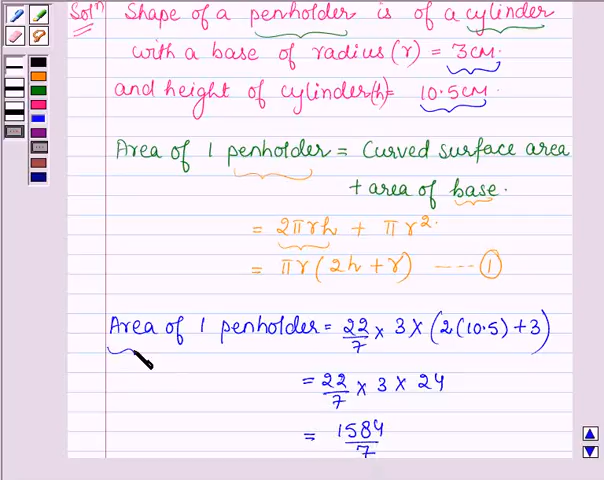 Solⁿ Shape of a penholder is of a cylinder
with a base of radius(r) = 3cm.
and height of cylinder(h)= 10.5cm
Area of 1 penholder = Curved surface area
+ area of base.
= 2πrh + πr².
= πr(2h+r) ---- ①
Area of 1 penholder = 22/7 × 3 × (2(10.5)+3)
= 22/7 × 3 × 24
= 1584/7